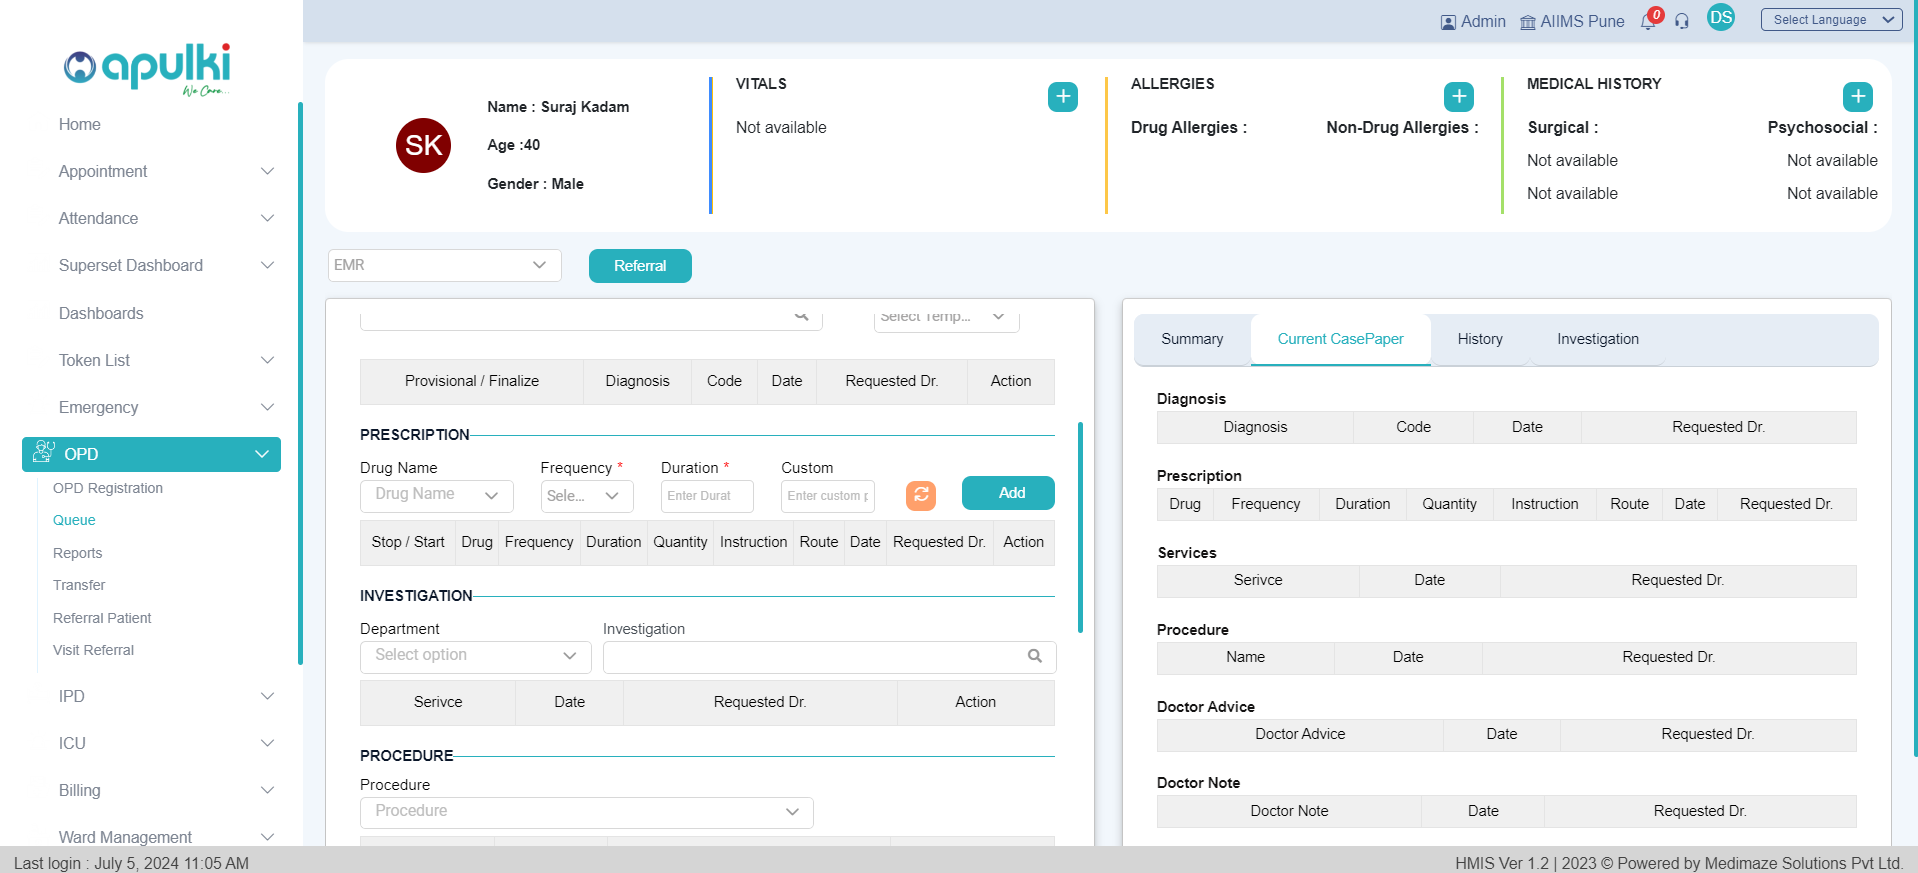 apulki
We Care...
Home
Appointment
Attendance
Superset Dashboard
Dashboards
Token List
Emergency
OPD
OPD Registration
Queue
Reports
Transfer
Referral Patient
Visit Referral
IPD
ICU
Billing
Ward Management
Admin AIIMS Pune 0 DS Select Language
SK
Name : Suraj Kadam
Age :40
Gender : Male
VITALS
Not available
ALLERGIES
Drug Allergies : Non-Drug Allergies :
MEDICAL HISTORY
Surgical : Psychosocial :
Not available Not available
Not available Not available
EMR Referral
Select Temp...
Provisional / Finalize Diagnosis Code Date Requested Dr. Action
PRESCRIPTION
Drug Name Frequency * Duration * Custom
Drug Name Sele... Enter Durat Enter custom p Add
Stop / Start Drug Frequency Duration Quantity Instruction Route Date Requested Dr. Action
INVESTIGATION
Department Investigation
Select option
Serivce Date Requested Dr. Action
PROCEDURE
Procedure
Procedure
Summary Current CasePaper History Investigation
Diagnosis
Diagnosis Code Date Requested Dr.
Prescription
Drug Frequency Duration Quantity Instruction Route Date Requested Dr.
Services
Serivce Date Requested Dr.
Procedure
Name Date Requested Dr.
Doctor Advice
Doctor Advice Date Requested Dr.
Doctor Note
Doctor Note Date Requested Dr.
Last login : July 5, 2024 11:05 AM
HMIS Ver 1.2 | 2023 © Powered by Medimaze Solutions Pvt Ltd.